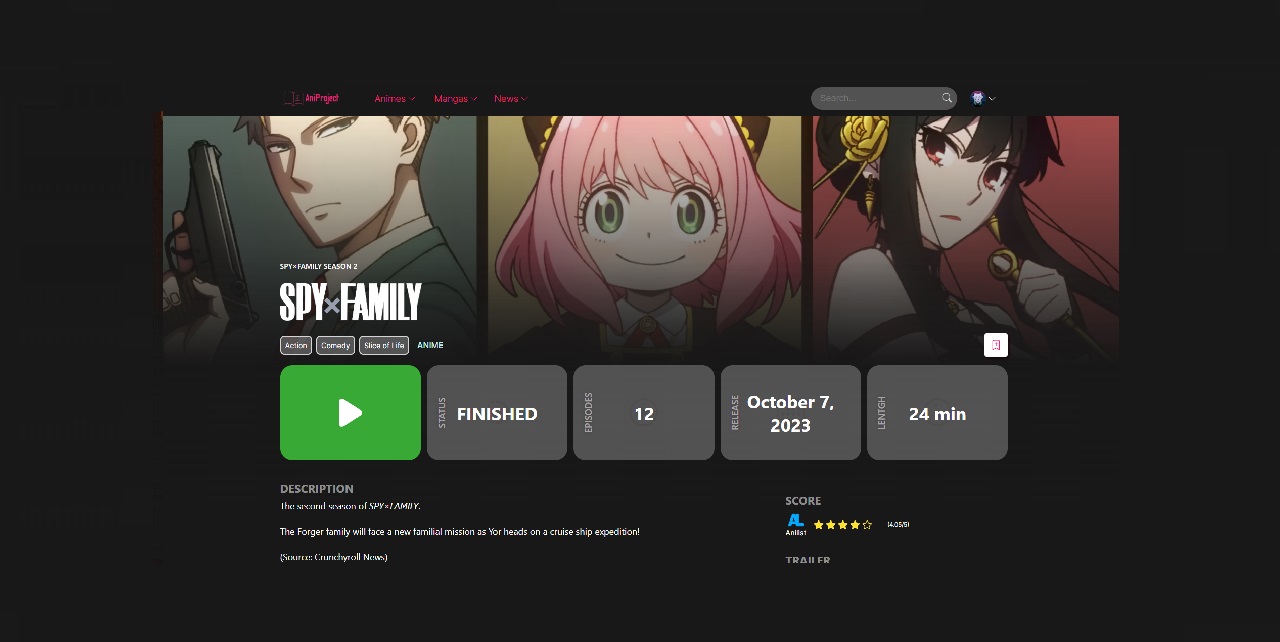 AniProject
Animes
Mangas
News
Search...
SPY×FAMILY SEASON 2
SPY×FAMILY
Action
Comedy
Slice of Life
ANIME
STATUS
FINISHED
EPISODES
12
RELEASE
October 7,
2023
LENTGH
24 min
DESCRIPTION
The second season of SPY×FAMILY.
The Forger family will face a new familial mission as Yor heads on a cruise ship expedition!
(Source: Crunchyroll News)
SCORE
AL
Anilist
(4.05/5)
TRAILER